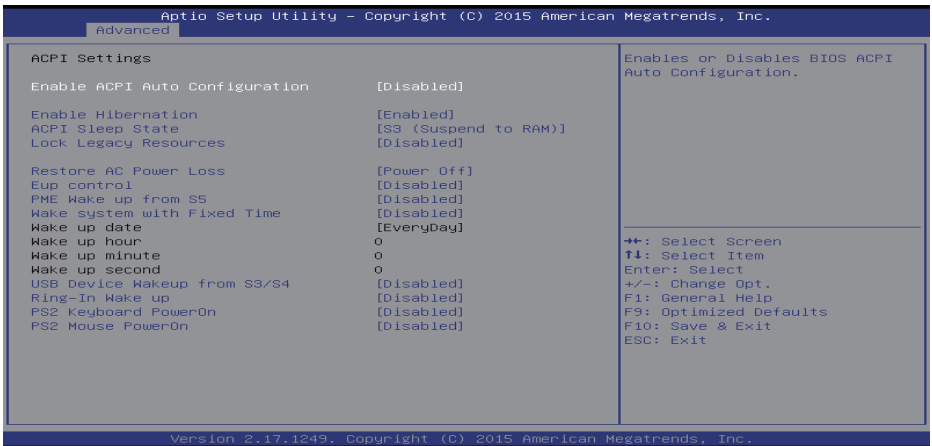 Aptio Setup Utility - Copyright (C) 2015 American Megatrends, Inc.
Advanced
ACPI Settings
Enable ACPI Auto Configuration [Disabled]
Enable Hibernation [Enabled]
ACPI Sleep State [S3 (Suspend to RAM)]
Lock Legacy Resources [Disabled]
Restore AC Power Loss [Power Off]
Eup control [Disabled]
PME Wake up from S5 [Disabled]
Wake system with Fixed Time [Disabled]
Wake up date [EveryDay]
Wake up hour 0
Wake up minute 0
Wake up second 0
USB Device Wakeup from S3/S4 [Disabled]
Ring-In Wake up [Disabled]
PS2 Keyboard PowerOn [Disabled]
PS2 Mouse PowerOn [Disabled]
Enables or Disables BIOS ACPI
Auto Configuration.
→←: Select Screen
↑↓: Select Item
Enter: Select
+/-: Change Opt.
F1: General Help
F9: Optimized Defaults
F10: Save & Exit
ESC: Exit
Version 2.17.1249. Copyright (C) 2015 American Megatrends, Inc.